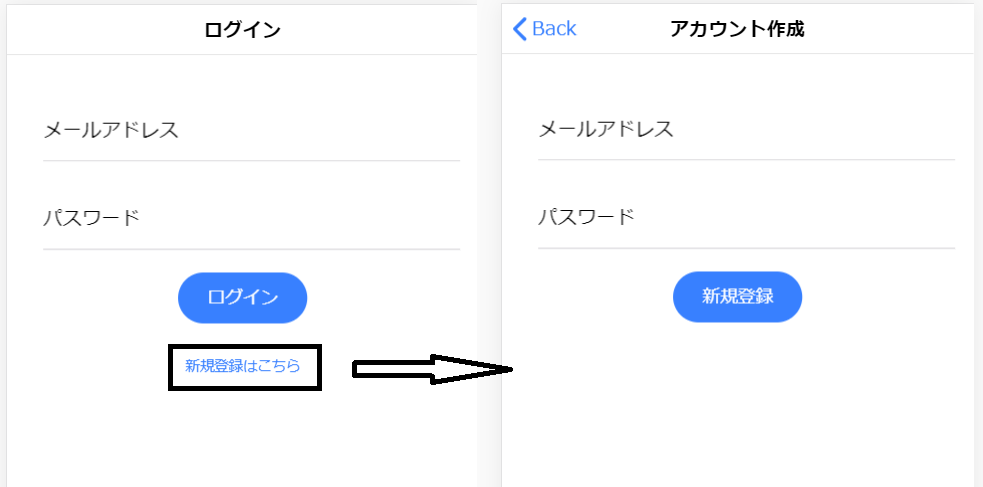 ログイン
メールアドレス
パスワード
ログイン
新規登録はこちら
Back
アカウント作成
メールアドレス
パスワード
新規登録